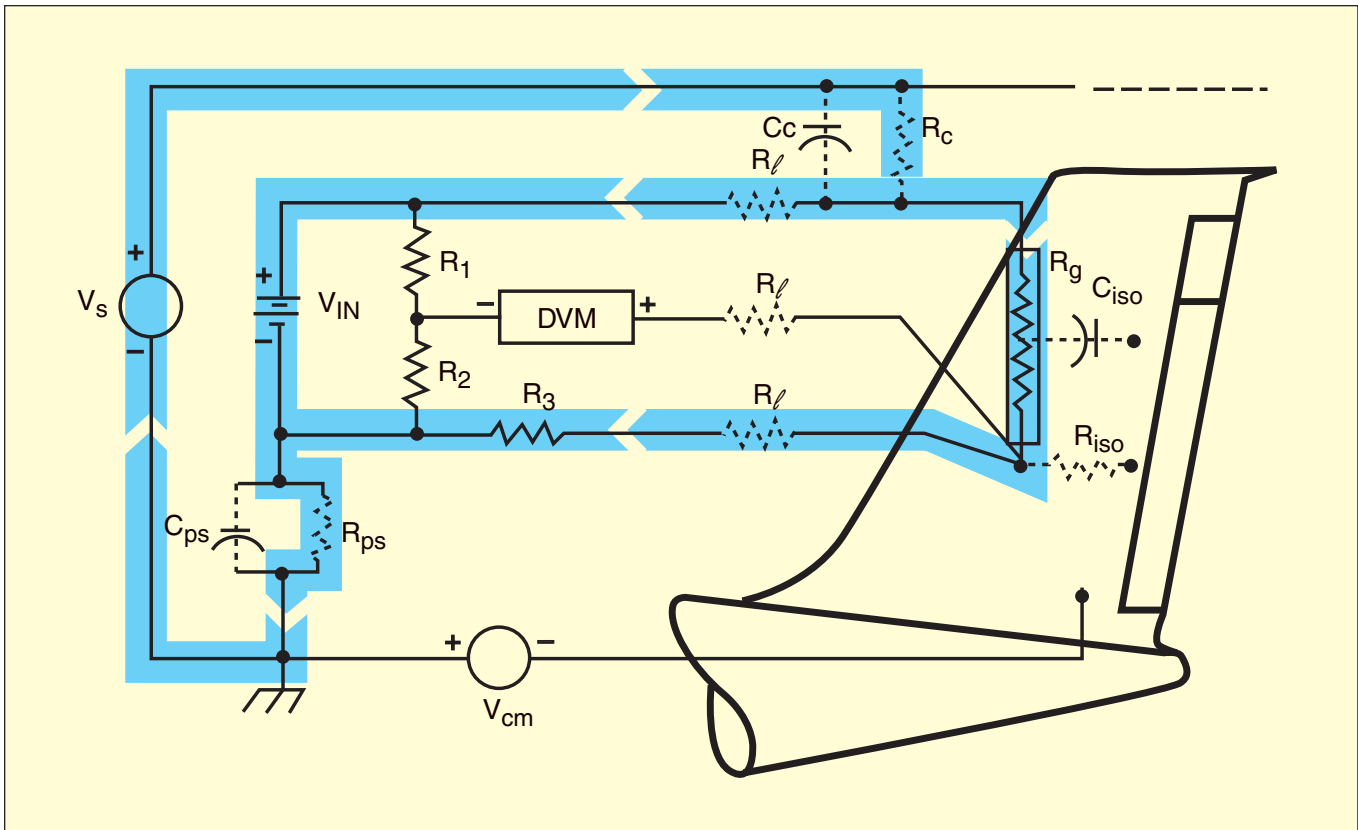 Cc
Rc
Rℓ
+
Vs
−
+
VIN
−
R1
− DVM +
Rℓ
Rg
Ciso
R2
R3
Rℓ
Riso
Cps
Rps
+ −
Vcm